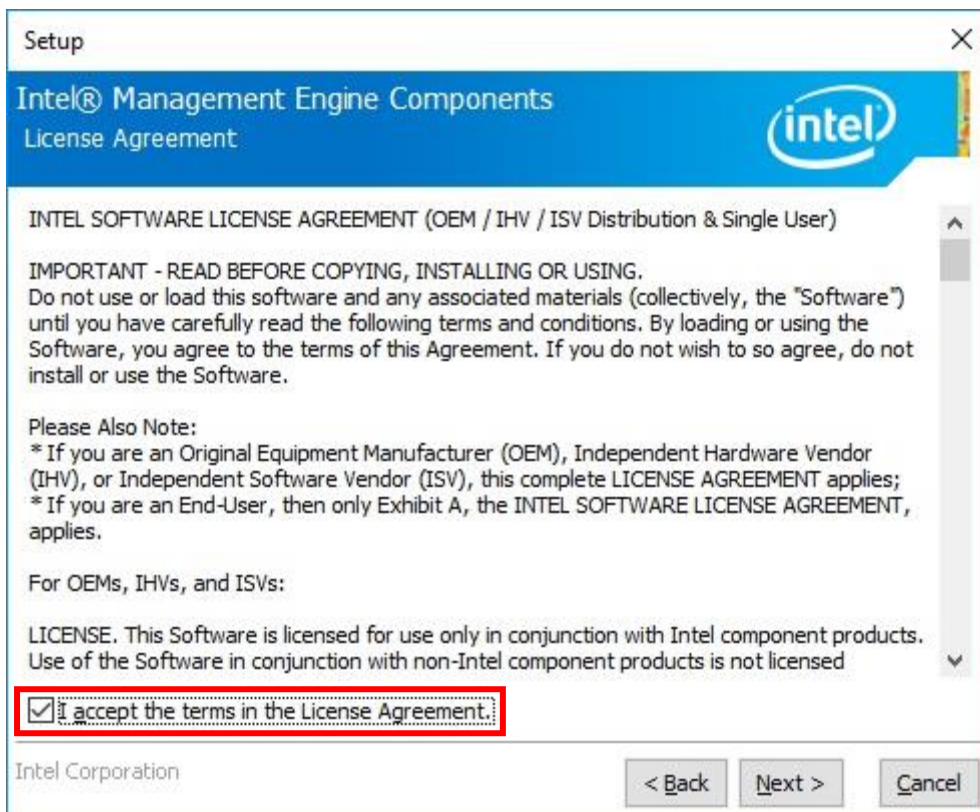 Setup
Intel® Management Engine Components
License Agreement
intel
INTEL SOFTWARE LICENSE AGREEMENT (OEM / IHV / ISV Distribution & Single User)
IMPORTANT - READ BEFORE COPYING, INSTALLING OR USING.
Do not use or load this software and any associated materials (collectively, the "Software")
until you have carefully read the following terms and conditions. By loading or using the
Software, you agree to the terms of this Agreement. If you do not wish to so agree, do not
install or use the Software.
Please Also Note:
* If you are an Original Equipment Manufacturer (OEM), Independent Hardware Vendor
(IHV), or Independent Software Vendor (ISV), this complete LICENSE AGREEMENT applies;
* If you are an End-User, then only Exhibit A, the INTEL SOFTWARE LICENSE AGREEMENT,
applies.
For OEMs, IHVs, and ISVs:
LICENSE. This Software is licensed for use only in conjunction with Intel component products.
Use of the Software in conjunction with non-Intel component products is not licensed
I accept the terms in the License Agreement.
Intel Corporation
< Back
Next >
Cancel